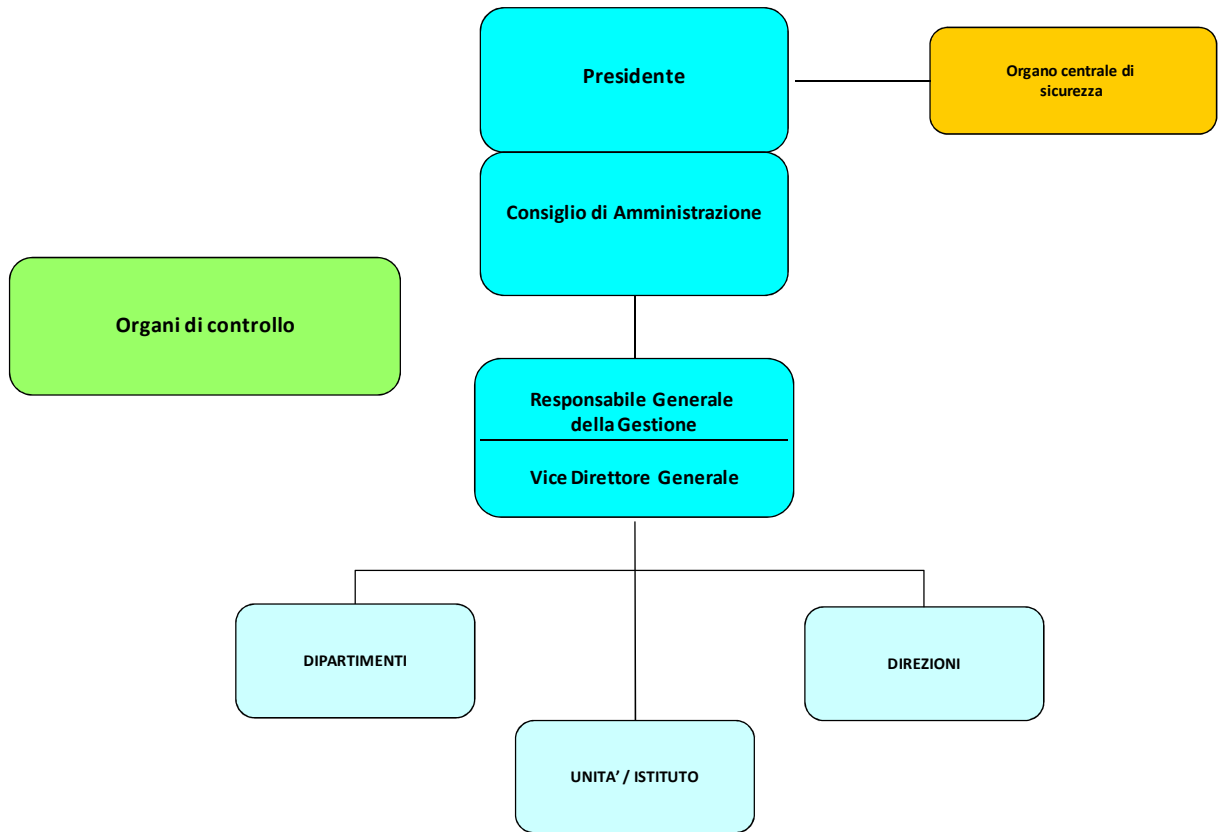 Presidente
Organo centrale di
sicurezza
Consiglio di Amministrazione
Organi di controllo
Responsabile Generale
della Gestione
Vice Direttore Generale
DIPARTIMENTI
DIREZIONI
UNITA’ / ISTITUTO